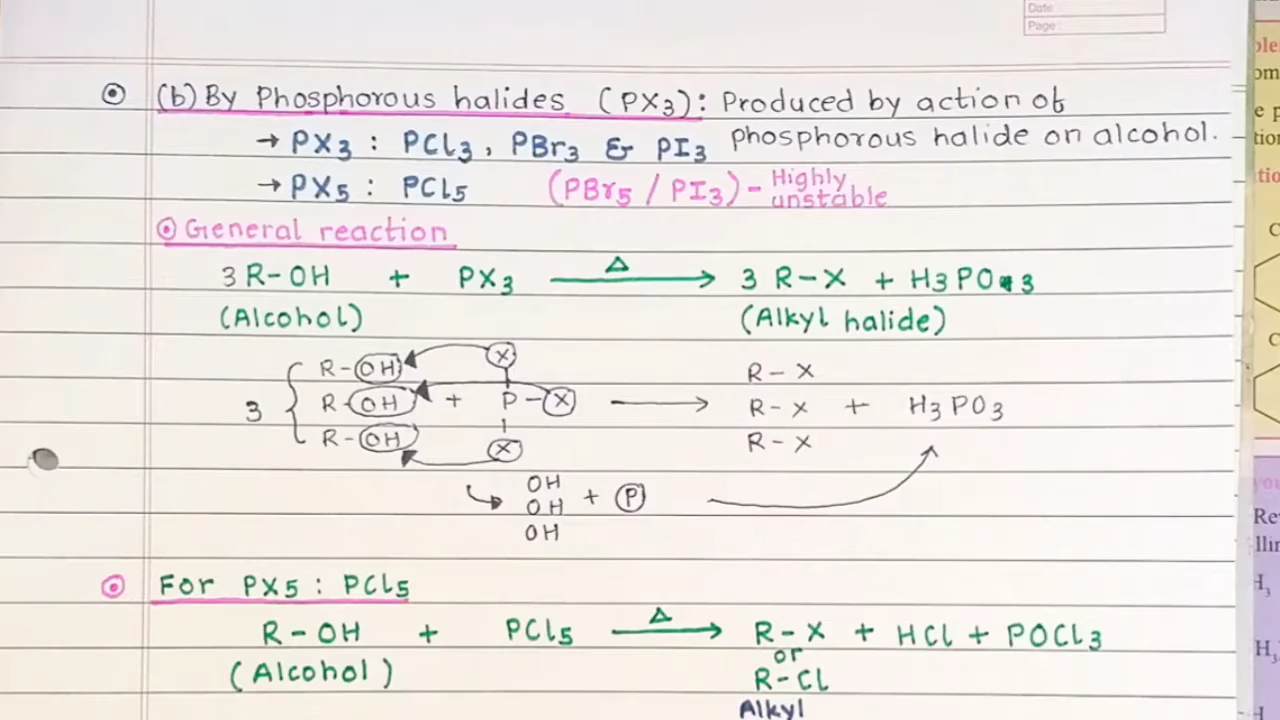 Date
Page
(b) By Phosphorous halides (PX3): Produced by action of
phosphorous halide on alcohol.
→ PX3 : PCl3, PBr3 & PI3
→ PX5 : PCl5 (PBr5 / PI3) - Highly
unstable
General reaction
3 R-OH + PX3 Δ→ 3 R-X + H3PO3
(Alcohol) (Alkyl halide)
R-OH X R-X
3 R-OH + P-X → R-X + H3PO3
R-OH X R-X
OH
OH + P
OH
For PX5 : PCl5
R-OH + PCl5 Δ→ R-X + HCl + POCl3
or
(Alcohol) R-Cl
Alkyl